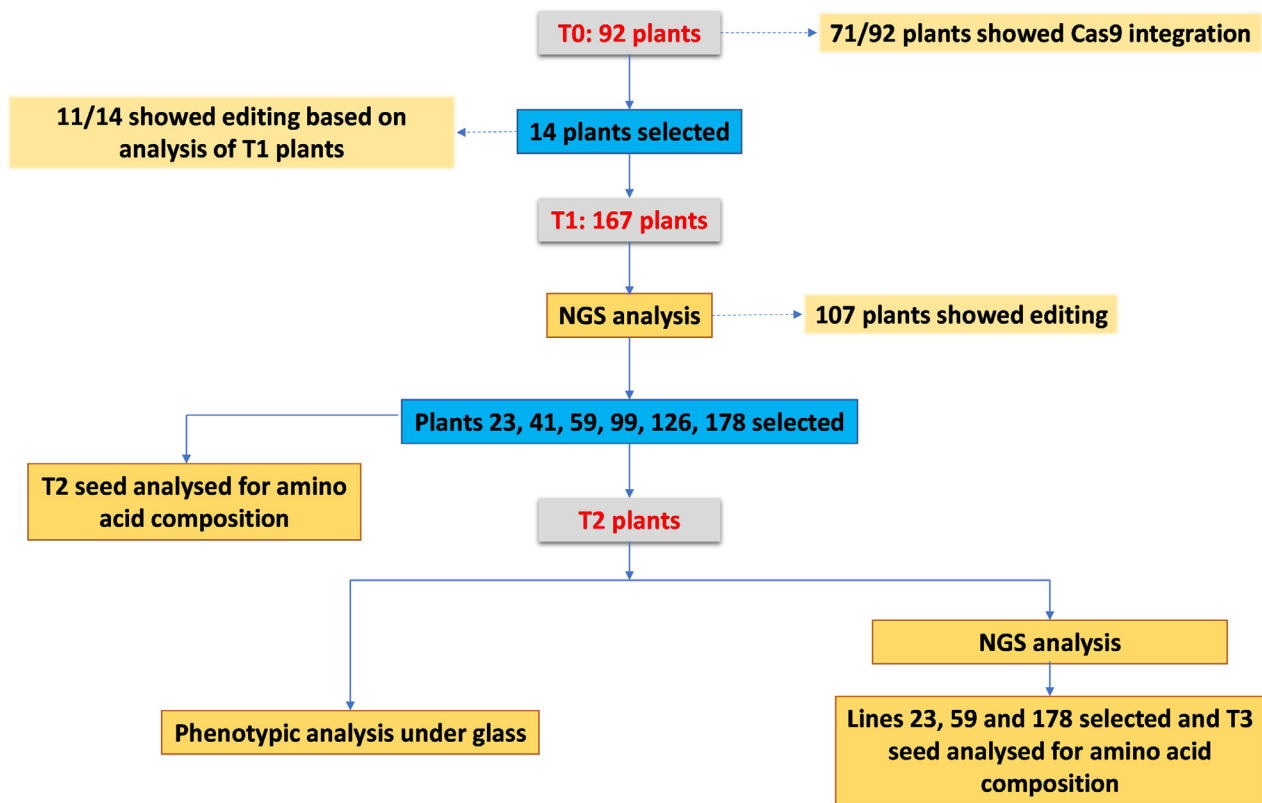 T0: 92 plants
71/92 plants showed Cas9 integration
11/14 showed editing based on
analysis of T1 plants
14 plants selected
T1: 167 plants
NGS analysis
107 plants showed editing
Plants 23, 41, 59, 99, 126, 178 selected
T2 seed analysed for amino
acid composition
T2 plants
NGS analysis
Phenotypic analysis under glass
Lines 23, 59 and 178 selected and T3
seed analysed for amino acid
composition